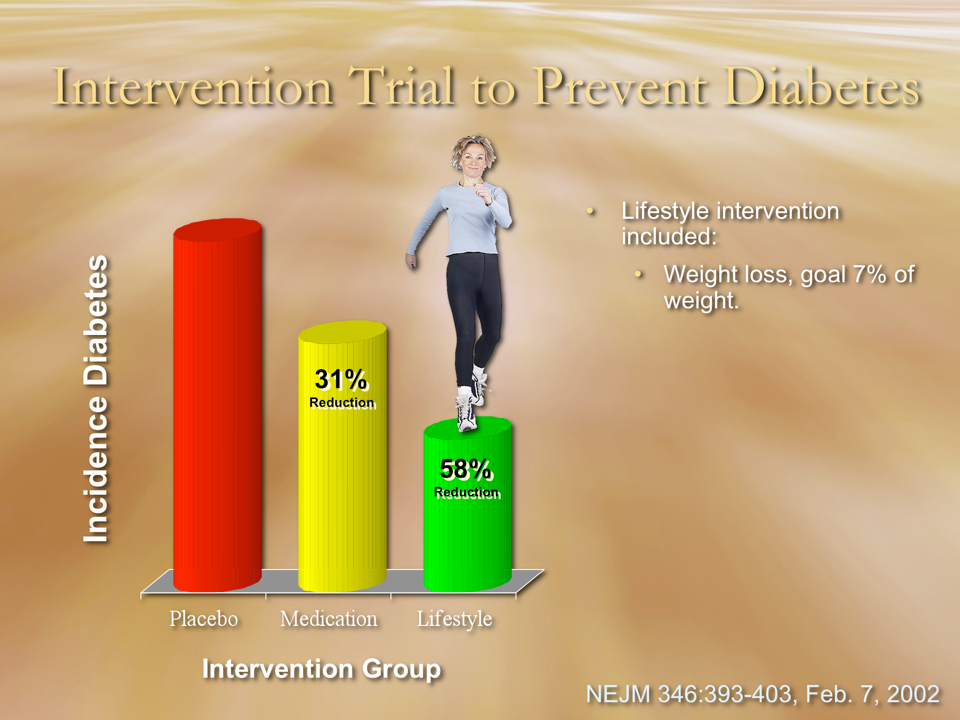 Intervention Trial to Prevent Diabetes
• Lifestyle intervention
included:
• Weight loss, goal 7% of
weight.
Incidence Diabetes
31%
Reduction
58%
Reduction
Placebo Medication Lifestyle
Intervention Group
NEJM 346:393-403, Feb. 7, 2002